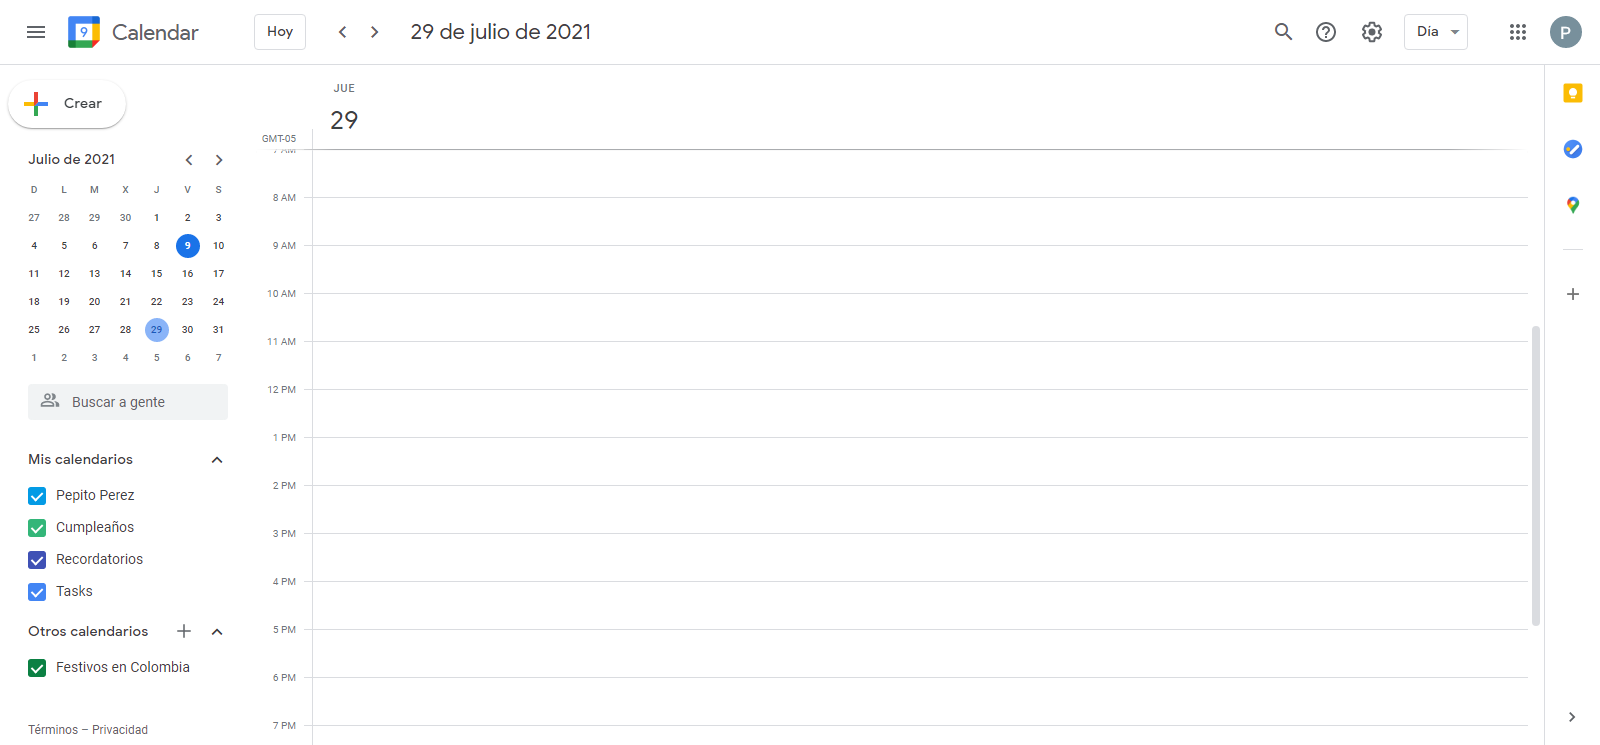 9 Calendar Hoy 29 de julio de 2021 Día P
Crear
JUE
29
GMT-05
Julio de 2021
D L M X J V S
27 28 29 30 1 2 3
4 5 6 7 8 9 10
11 12 13 14 15 16 17
18 19 20 21 22 23 24
25 26 27 28 29 30 31
1 2 3 4 5 6 7
Buscar a gente
Mis calendarios
Pepito Perez
Cumpleaños
Recordatorios
Tasks
Otros calendarios
Festivos en Colombia
Términos – Privacidad
7 AM
8 AM
9 AM
10 AM
11 AM
12 PM
1 PM
2 PM
3 PM
4 PM
5 PM
6 PM
7 PM